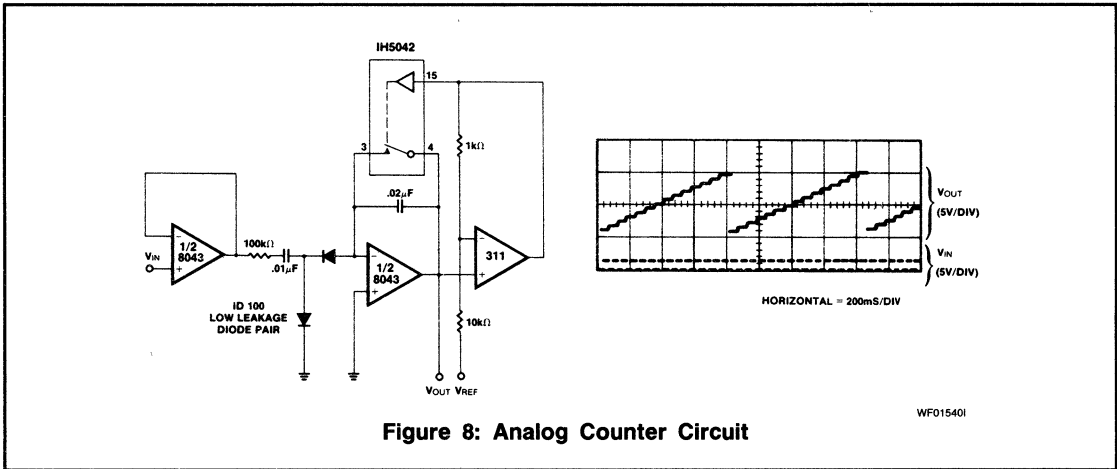 IH5042
15
3
4
1kΩ
.02μF
VIN
-
+
1/2
8043
100kΩ
.01μF
-
+
1/2
8043
-
+
311
ID 100
LOW LEAKAGE
DIODE PAIR
10kΩ
VOUT VREF
VOUT
(5V/DIV)
VIN
(5V/DIV)
HORIZONTAL = 200mS/DIV
WF01540I
Figure 8: Analog Counter Circuit